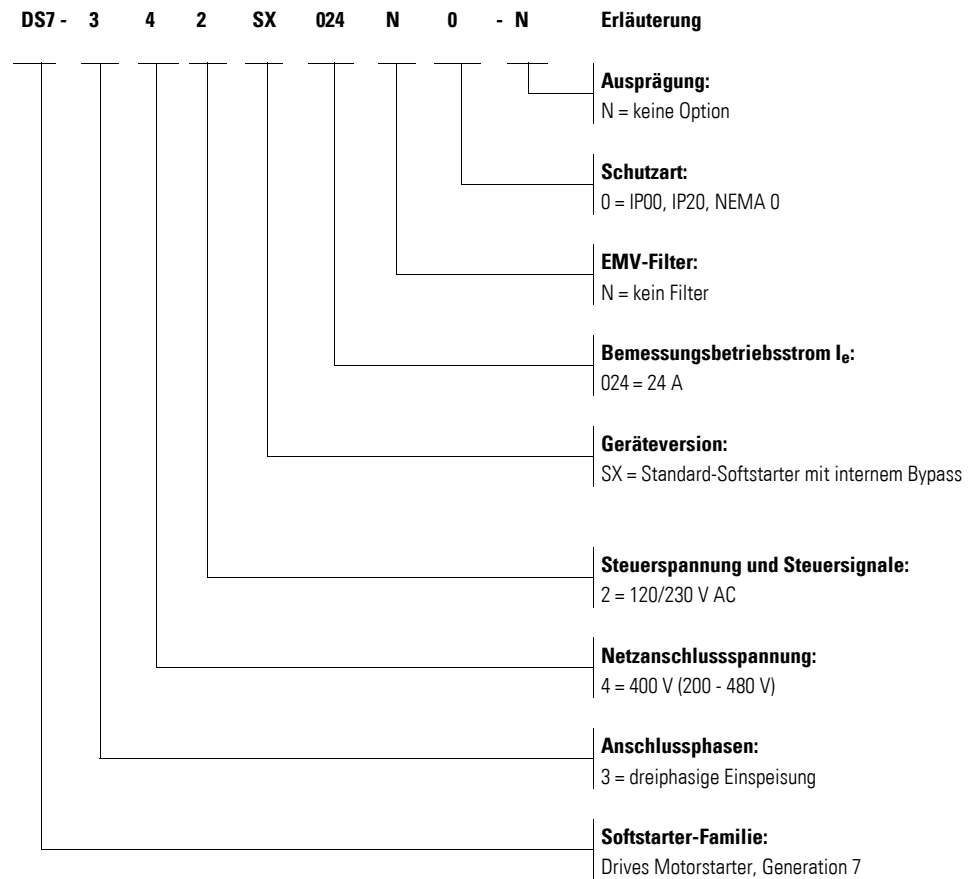 DS7 - 3 4 2 SX 024 N 0 - N Erläuterung
Ausprägung:
N = keine Option
Schutzart:
0 = IP00, IP20, NEMA 0
EMV-Filter:
N = kein Filter
Bemessungsbetriebsstrom Ie:
024 = 24 A
Geräteversion:
SX = Standard-Softstarter mit internem Bypass
Steuerspannung und Steuersignale:
2 = 120/230 V AC
Netzanschlussspannung:
4 = 400 V (200 - 480 V)
Anschlussphasen:
3 = dreiphasige Einspeisung
Softstarter-Familie:
Drives Motorstarter, Generation 7